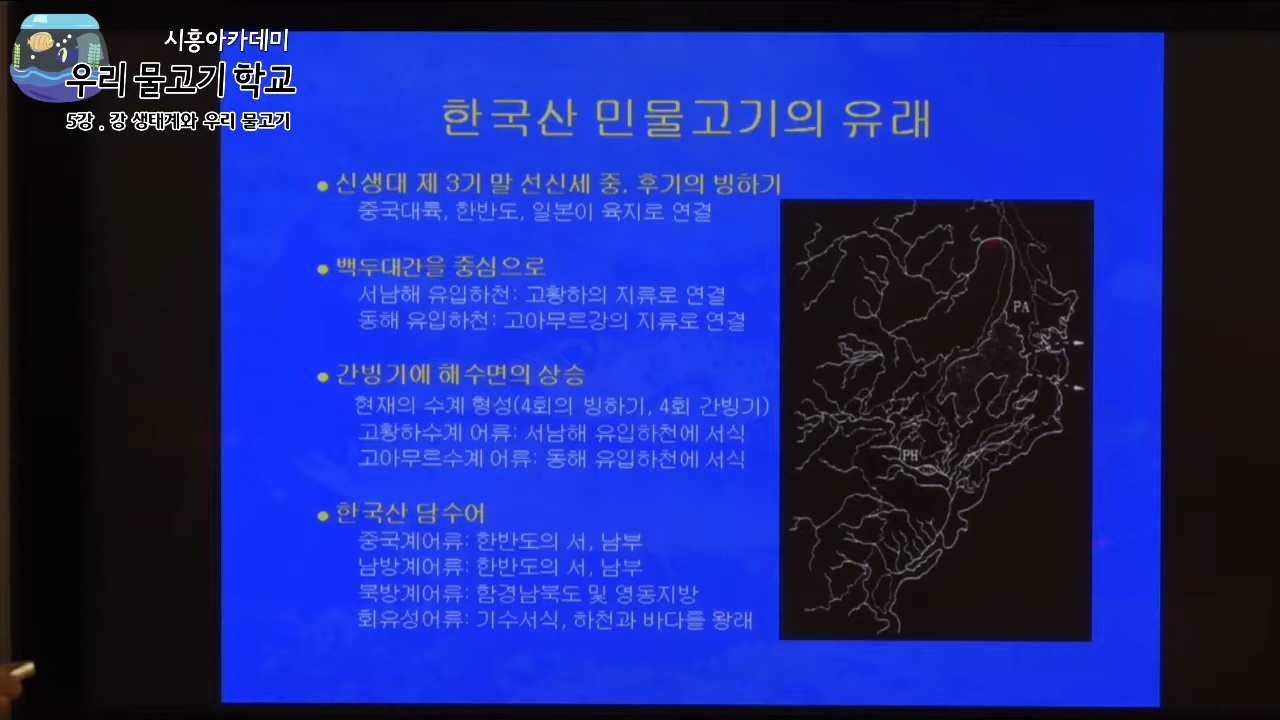 시흥아카데미
우리 물고기 학교
5강 . 강 생태계와 우리 물고기
한국산 민물고기의 유래
● 신생대 제 3기 말 선신세 중, 후기의 빙하기
중국대륙, 한반도, 일본이 육지로 연결
● 백두대간을 중심으로
서남해 유입하천: 고황하의 지류로 연결
동해 유입하천: 고아무르강의 지류로 연결
● 간빙기에 해수면의 상승
현재의 수계 형성(4회의 빙하기, 4회 간빙기)
고황하수계 어류: 서남해 유입하천에 서식
고아무르수계 어류: 동해 유입하천에 서식
● 한국산 담수어
중국계어류: 한반도의 서, 남부
남방계어류: 한반도의 서, 남부
북방계어류: 함경남북도 및 영동지방
회유성어류: 기수서식, 하천과 바다를 왕래
PA
PH